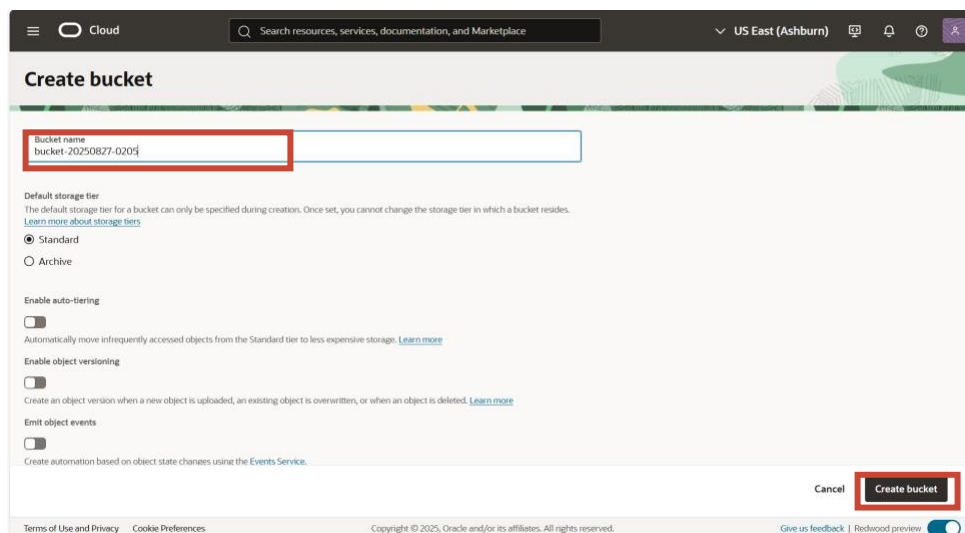 Cloud
Search resources, services, documentation, and Marketplace
US East (Ashburn)
Create bucket
Bucket name
bucket-20250827-0205
Default storage tier
The default storage tier for a bucket can only be specified during creation. Once set, you cannot change the storage tier in which a bucket resides.
Learn more about storage tiers
Standard
Archive
Enable auto-tiering
Automatically move infrequently accessed objects from the Standard tier to less expensive storage. Learn more
Enable object versioning
Create an object version when a new object is uploaded, an existing object is overwritten, or when an object is deleted. Learn more
Emit object events
Create automation based on object state changes using the Events Service.
Cancel Create bucket
Terms of Use and Privacy Cookie Preferences Copyright © 2025, Oracle and/or its affiliates. All rights reserved. Give us feedback | Redwood preview